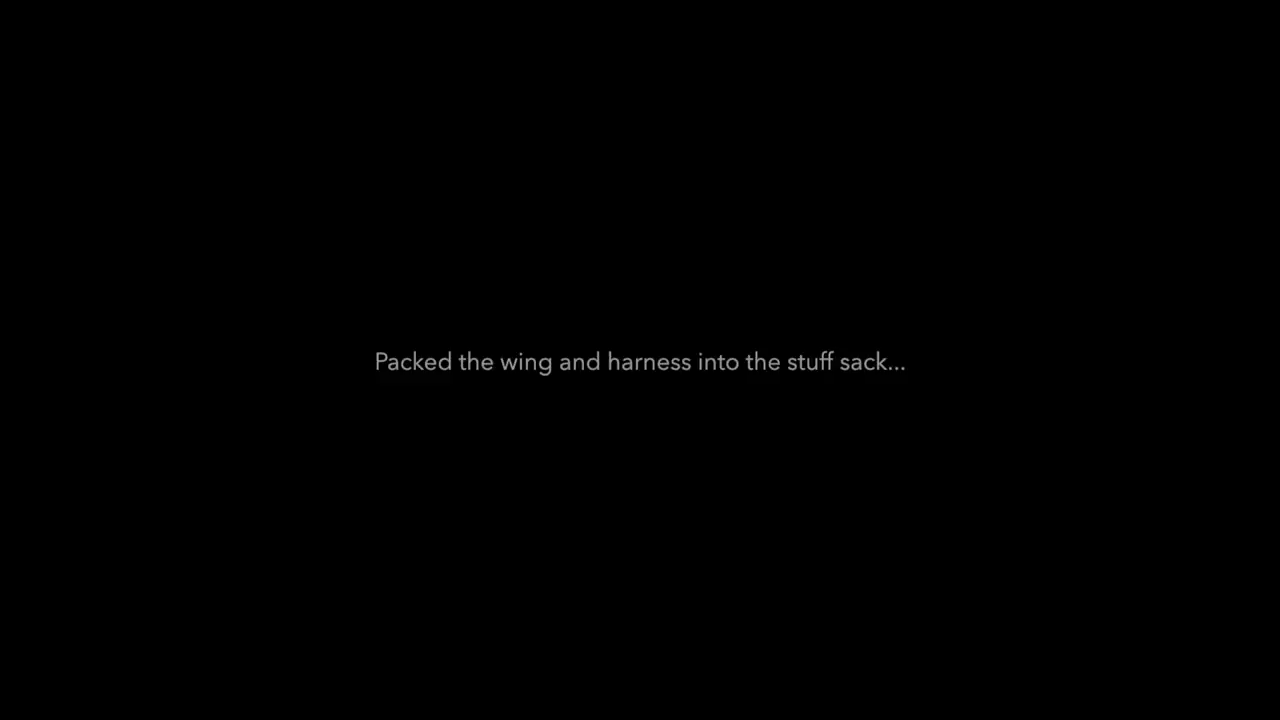 Packed the wing and harness into the stuff sack...